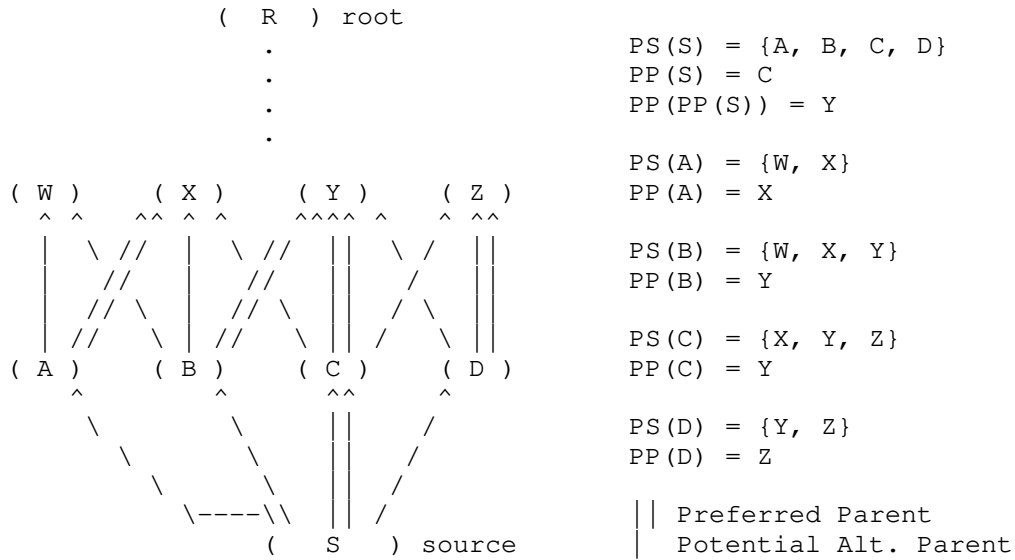 ( R ) root
PS(S) = {A, B, C, D}
PP(S) = C
PP(PP(S)) = Y
PS(A) = {W, X}
( W ) ( X ) ( Y ) ( Z )
PP(A) = X
PS(B) = {W, X, Y}
PP(B) = Y
PS(C) = {X, Y, Z}
( A ) ( B ) ( C ) ( D )
PP(C) = Y
PS(D) = {Y, Z}
PP(D) = Z
|| Preferred Parent
( S ) source
| Potential Alt. Parent